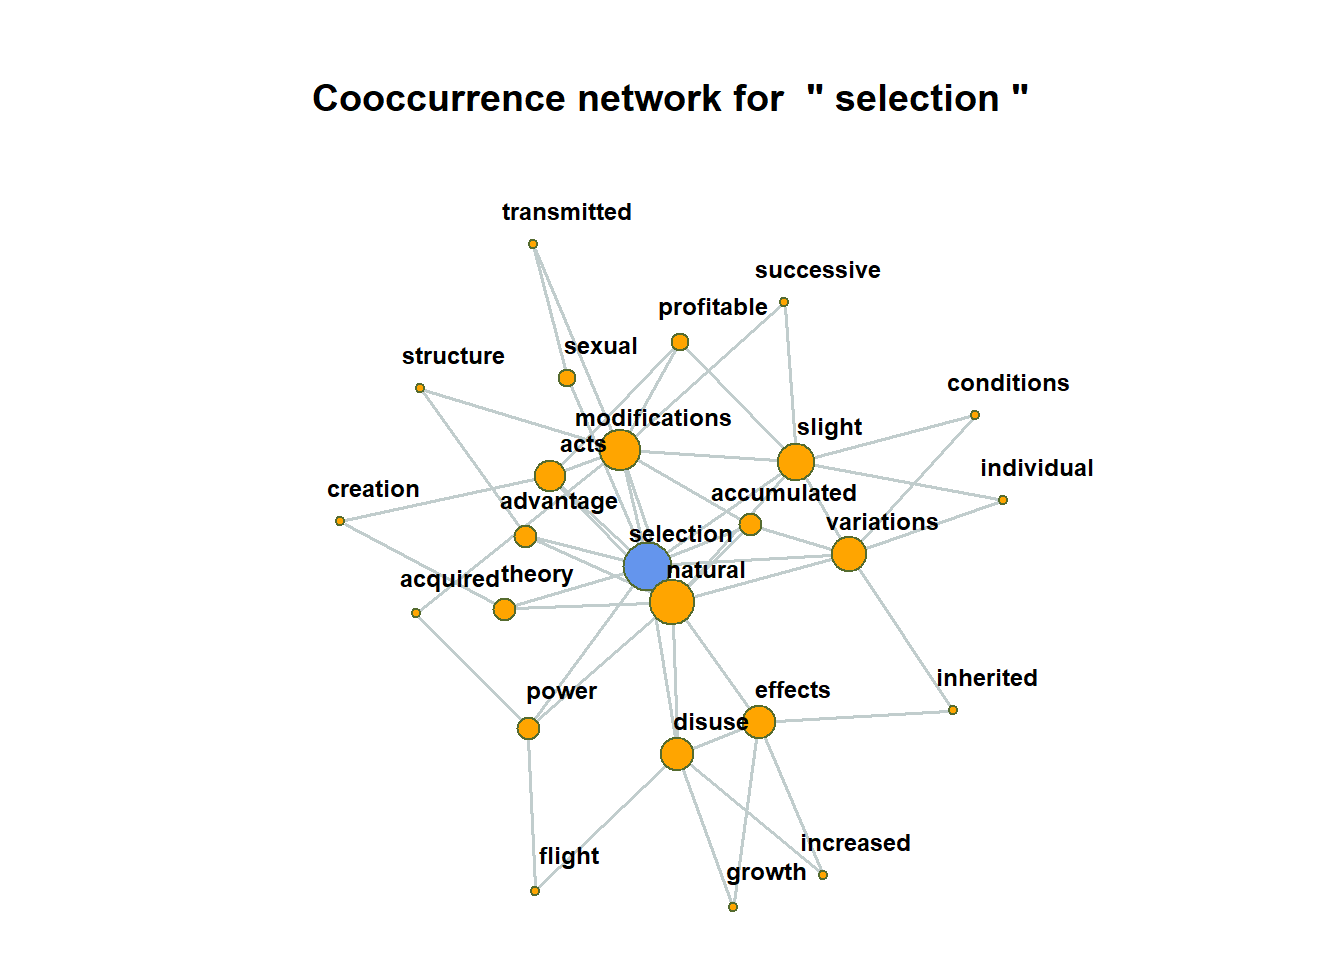 Cooccurrence network for " selection "
transmitted
successive
profitable
sexual
structure
conditions
modifications
slight
acts
individual
creation
accumulated
advantage
variations
selection
natural
theory
acquired
inherited
effects
power
disuse
increased
flight
growth